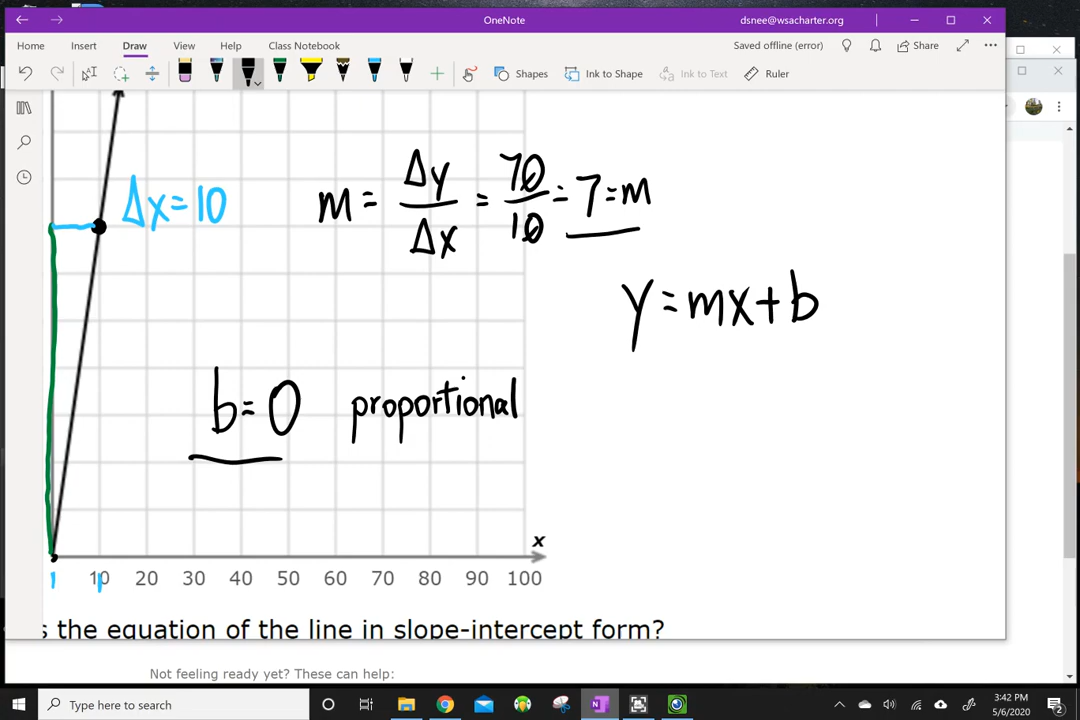 OneNote
dsnee@wsacharter.org
Home Insert Draw View Help Class Notebook
Saved offline (error) Share
Shapes Ink to Shape Ink to Text Ruler
Δx=10
m = Δy/Δx = 70/10 = 7 = m
y = mx + b
b = 0 proportional
x
10 20 30 40 50 60 70 80 90 100
s the equation of the line in slope-intercept form?
Not feeling ready yet? These can help:
Type here to search
3:42 PM
5/6/2020
2